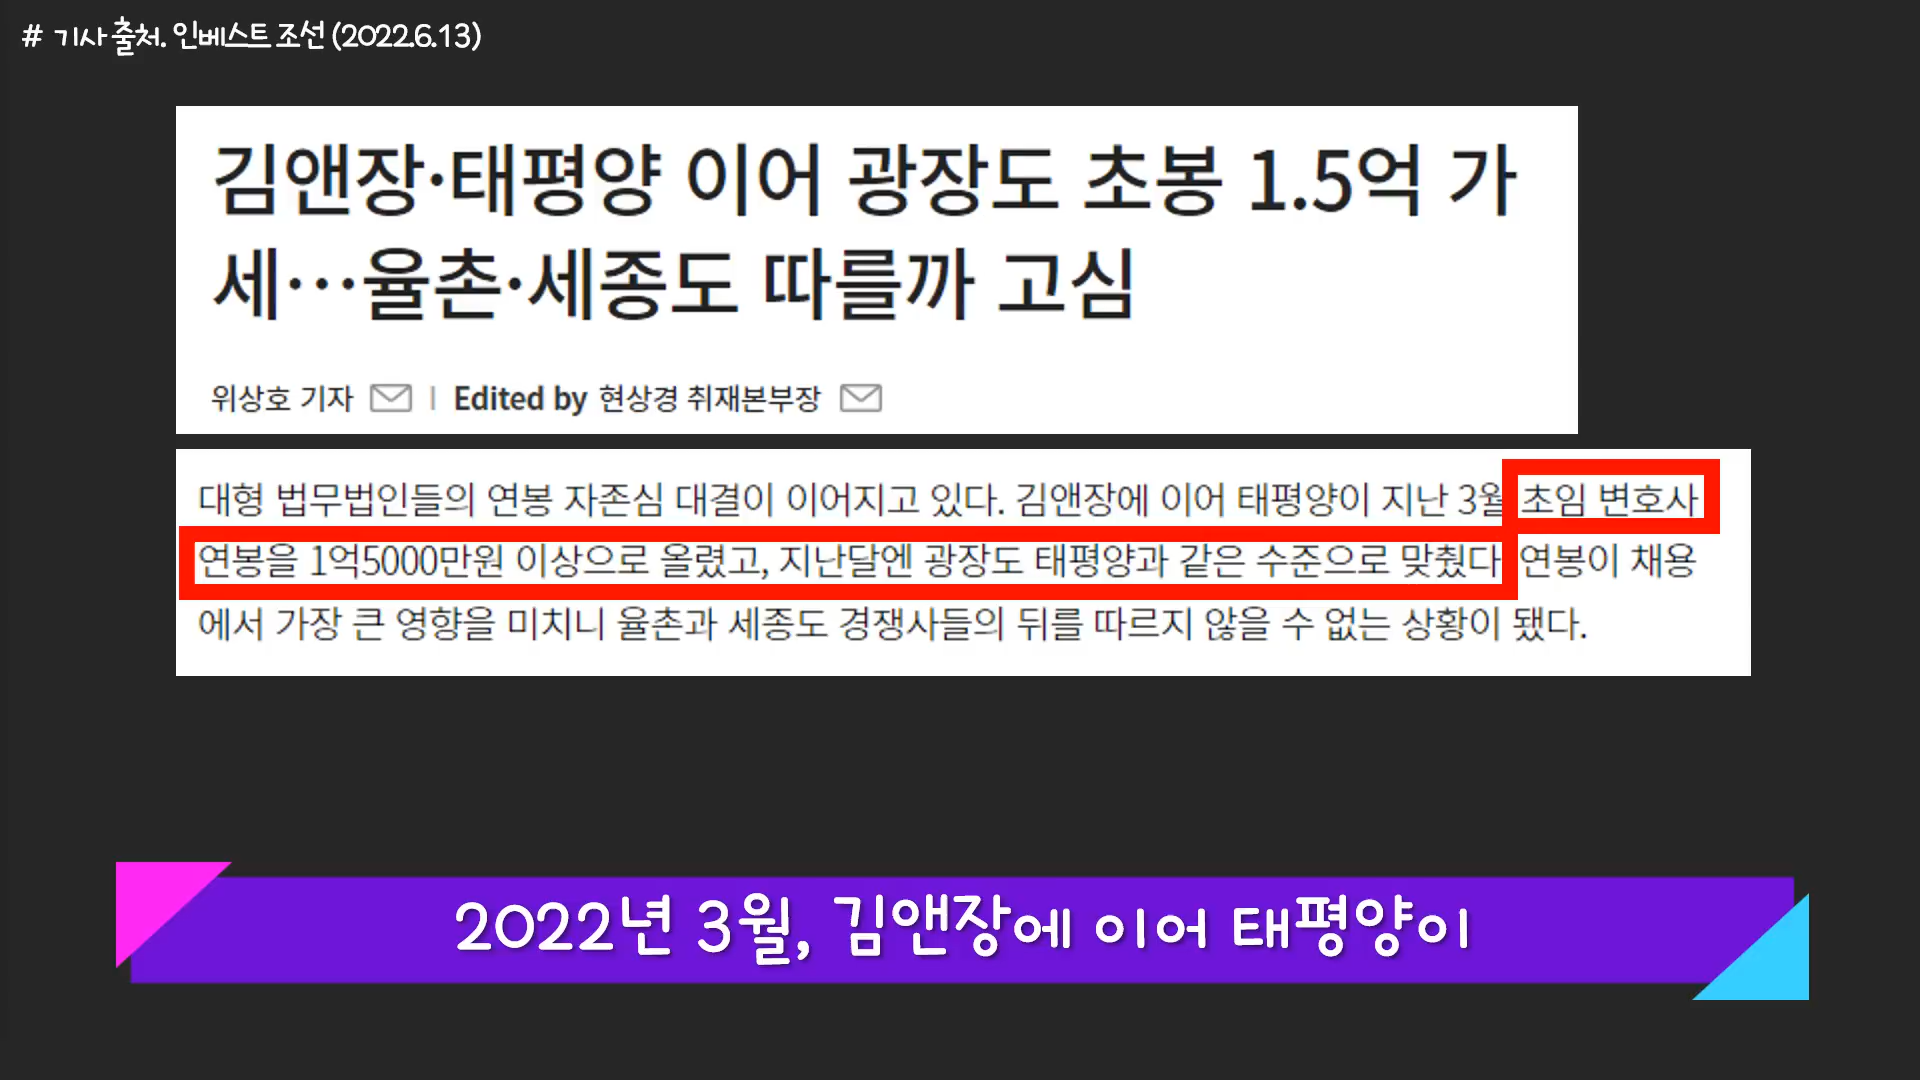 # 기사 출처. 인베스트 조선 (2022.6.13)
김앤장·태평양 이어 광장도 초봉 1.5억 가
세…율촌·세종도 따를까 고심
위상호 기자 | Edited by 현상경 취재본부장
대형 법무법인들의 연봉 자존심 대결이 이어지고 있다. 김앤장에 이어 태평양이 지난 3월 초임 변호사
연봉을 1억5000만원 이상으로 올렸고, 지난달엔 광장도 태평양과 같은 수준으로 맞췄다 연봉이 채용
에서 가장 큰 영향을 미치니 율촌과 세종도 경쟁사들의 뒤를 따르지 않을 수 없는 상황이 됐다.
2022년 3월, 김앤장에 이어 태평양이